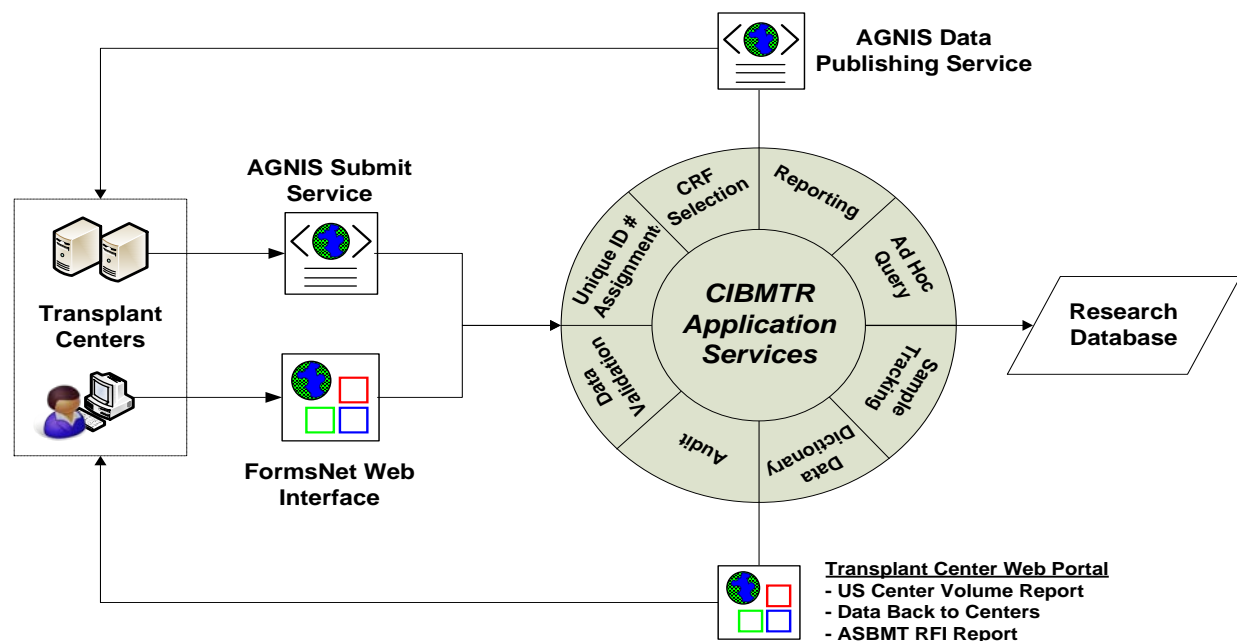 AGNIS Data
Publishing Service
AGNIS Submit
Service
Transplant
Centers
FormsNet Web
Interface
CRF
Selection
Reporting
Unique ID #
Assignment
Ad Hoc
Query
CIBMTR
Application
Services
Data
Validation
Sample
Tracking
Audit
Data
Dictionary
Research
Database
Transplant Center Web Portal
- US Center Volume Report
- Data Back to Centers
- ASBMT RFI Report